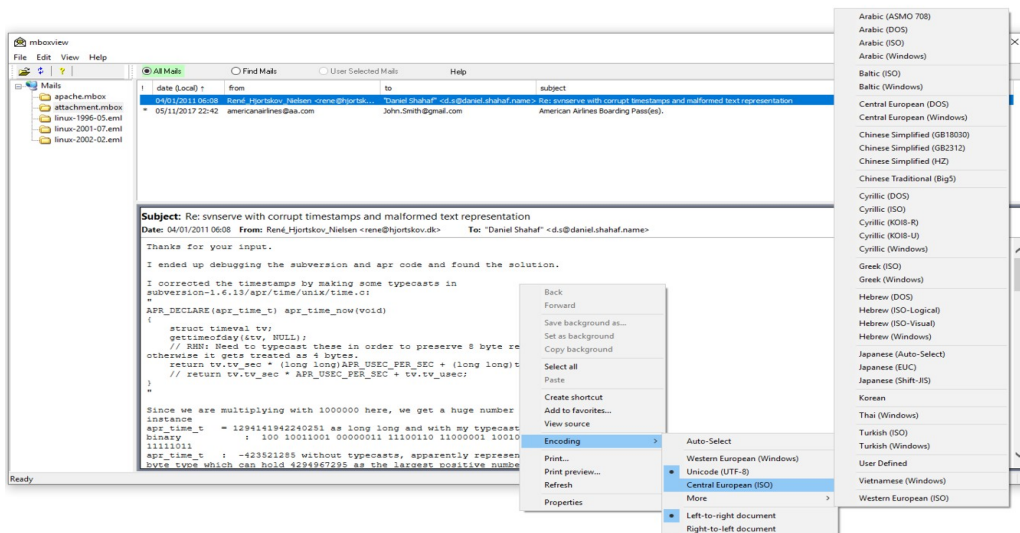 mboxview
File Edit View Help
? All Mails Find Mails User Selected Mails Help
Mails
apache.mbox
attachment.mbox
linux-1996-05.eml
linux-2001-07.eml
linux-2002-02.eml
! date (local) ↑ from to subject
04/01/2011 06:08 René_Hjortskov_Nielsen <rene@hjortsk... "Daniel Shahaf" <d.s@daniel.shahaf.name> Re: svnserve with corrupt timestamps and malformed text representation
* 05/11/2017 22:42 americanairlines@aa.com John.Smith@gmail.com American Airlines Boarding Pass(es).
Subject: Re: svnserve with corrupt timestamps and malformed text representation
Date: 04/01/2011 06:08 From: René_Hjortskov_Nielsen <rene@hjortskov.dk> To: "Daniel Shahaf" <d.s@daniel.shahaf.name>
Thanks for your input.
I ended up debugging the subversion and apr code and found the solution.
I corrected the timestamps by making some typecasts in
subversion-1.6.13/apr/time/unix/time.c:
"
APR_DECLARE(apr_time_t) apr_time_now(void)
{
struct timeval tv;
gettimeofday(&tv, NULL);
// RHN: Need to typecast these in order to preserve 8 byte re
otherwise it gets treated as 4 bytes.
return tv.tv_sec * (long long)APR_USEC_PER_SEC + (long long)t
// return tv.tv_sec * APR_USEC_PER_SEC + tv.tv_usec;
}
"
Since we are multiplying with 1000000 here, we get a huge number
instance
apr_time_t = 1294141942240251 as long long and with my typecast
binary : 100 10011001 00000011 11100110 11000001 10010
11111011
apr_time_t : -423521285 without typecasts, apparently represen
byte type which can hold 4294967295 as the largest positive numbe
Ready
Back
Forward
Save background as...
Set as background
Copy background
Select all
Paste
Create shortcut
Add to favorites...
View source
Encoding >
Print...
Print preview...
Refresh
Properties
Auto-Select
Western European (Windows)
Unicode (UTF-8)
Central European (ISO)
More >
Left-to-right document
Right-to-left document
Arabic (ASMO 708)
Arabic (DOS)
Arabic (ISO)
Arabic (Windows)
Baltic (ISO)
Baltic (Windows)
Central European (DOS)
Central European (Windows)
Chinese Simplified (GB18030)
Chinese Simplified (GB2312)
Chinese Simplified (HZ)
Chinese Traditional (Big5)
Cyrillic (DOS)
Cyrillic (ISO)
Cyrillic (KOI8-R)
Cyrillic (KOI8-U)
Cyrillic (Windows)
Greek (ISO)
Greek (Windows)
Hebrew (DOS)
Hebrew (ISO-Logical)
Hebrew (ISO-Visual)
Hebrew (Windows)
Japanese (Auto-Select)
Japanese (EUC)
Japanese (Shift-JIS)
Korean
Thai (Windows)
Turkish (ISO)
Turkish (Windows)
User Defined
Vietnamese (Windows)
Western European (ISO)